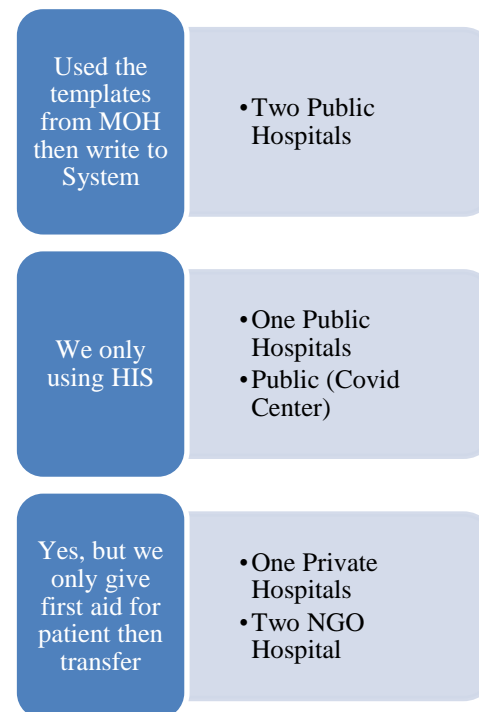 Used the
templates
from MOH
then write to
System
•Two Public
Hospitals
We only
using HIS
•One Public
Hospitals
•Public (Covid
Center)
Yes, but we
only give
first aid for
patient then
transfer
•One Private
Hospitals
•Two NGO
Hospital